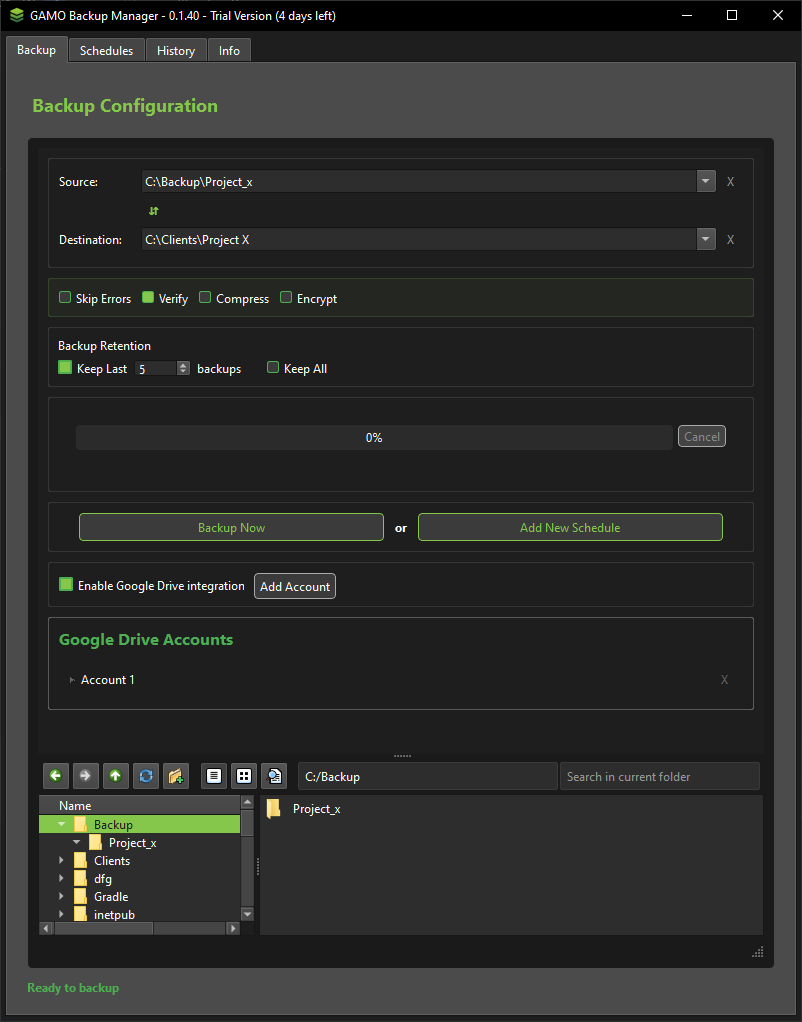 GAMO Backup Manager - 0.1.40 - Trial Version (4 days left)
Backup Schedules History Info
Backup Configuration
Source: C:\Backup\Project_x X
Destination: C:\Clients\Project X X
Skip Errors Verify Compress Encrypt
Backup Retention
Keep Last 5 backups Keep All
0% Cancel
Backup Now or Add New Schedule
Enable Google Drive integration Add Account
Google Drive Accounts
Account 1 X
C:/Backup Search in current folder
Name
Backup
Project_x
Clients
dfg
Gradle
inetpub
Project_x
Ready to backup